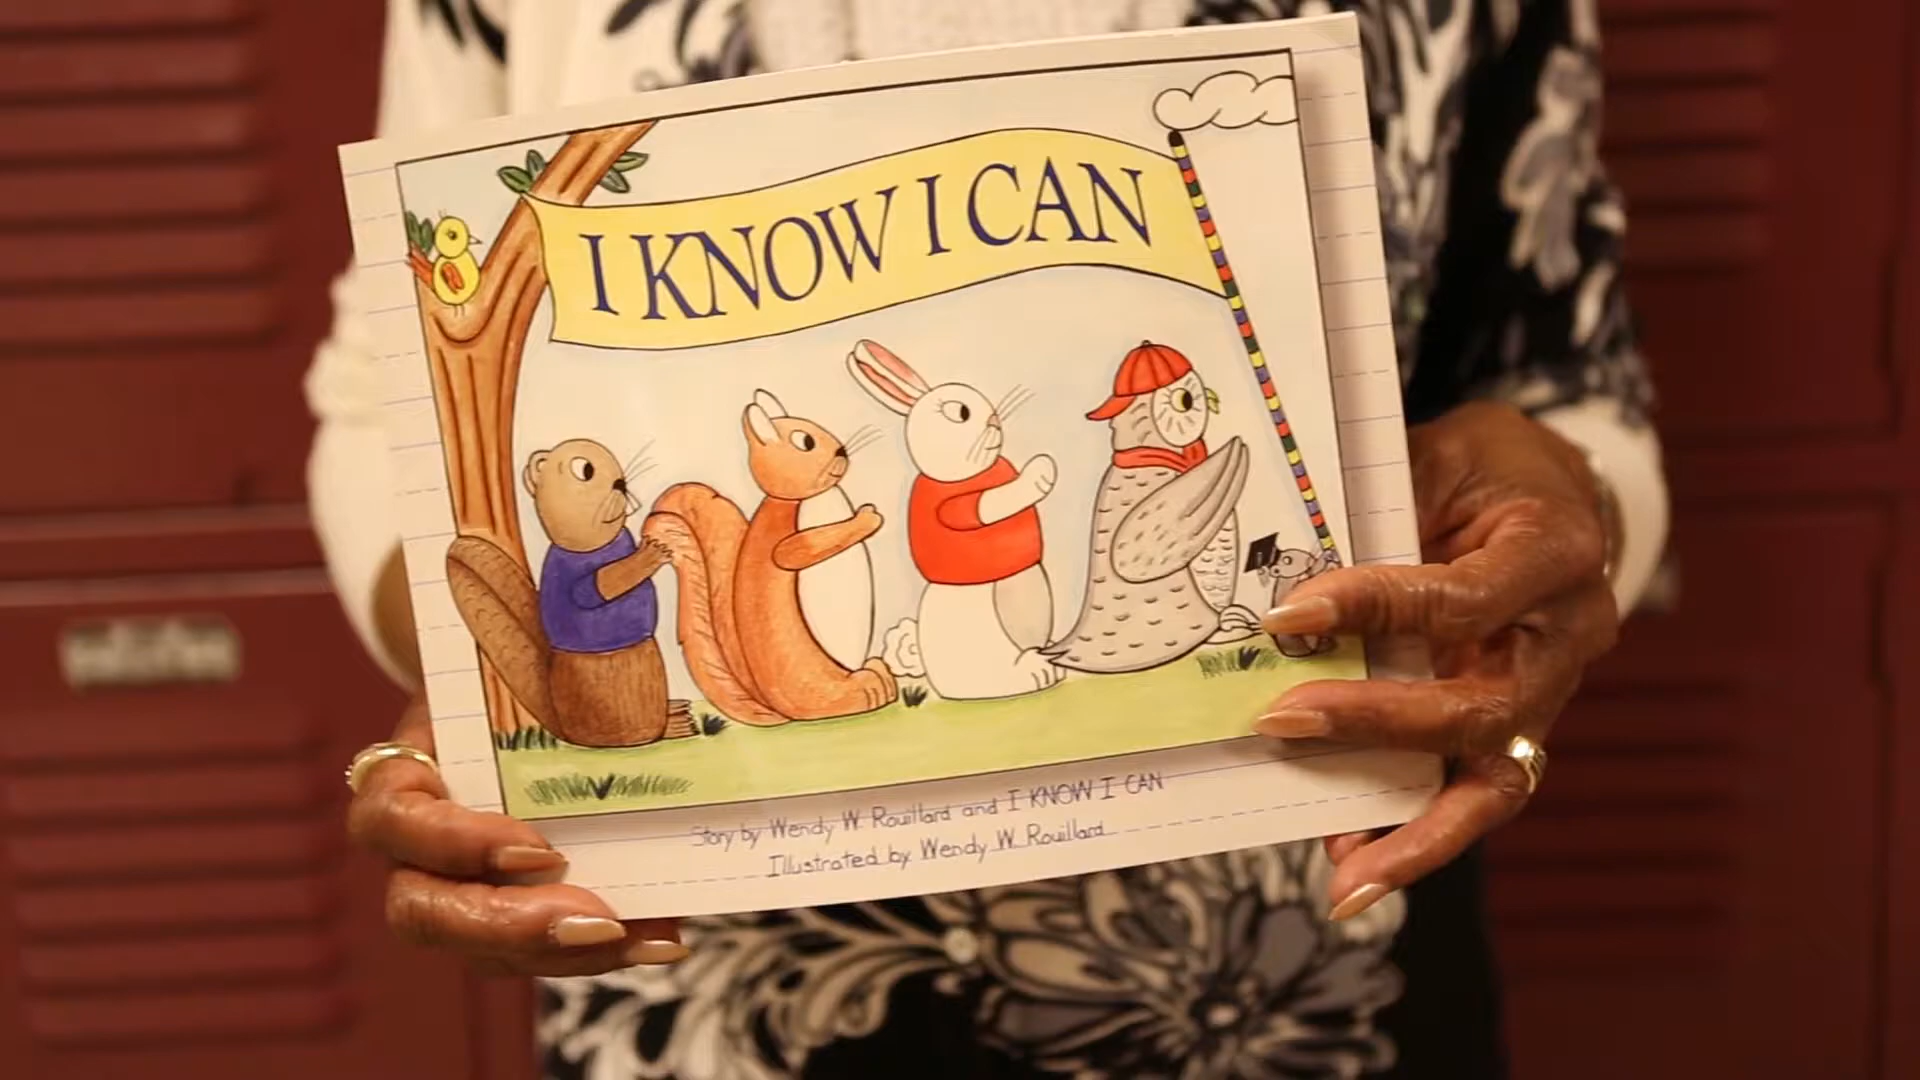 I KNOW I CAN
Story by Wendy W. Rouillard and I KNOW I CAN
Illustrated by Wendy W. Rouillard